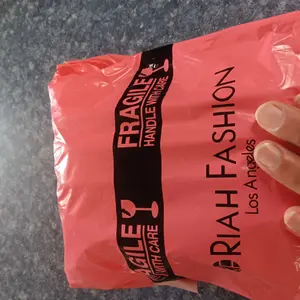 FRAGILE
HANDLE WITH CARE
AGILE
WITH CARE
RIAH FASHION
Los Angeles